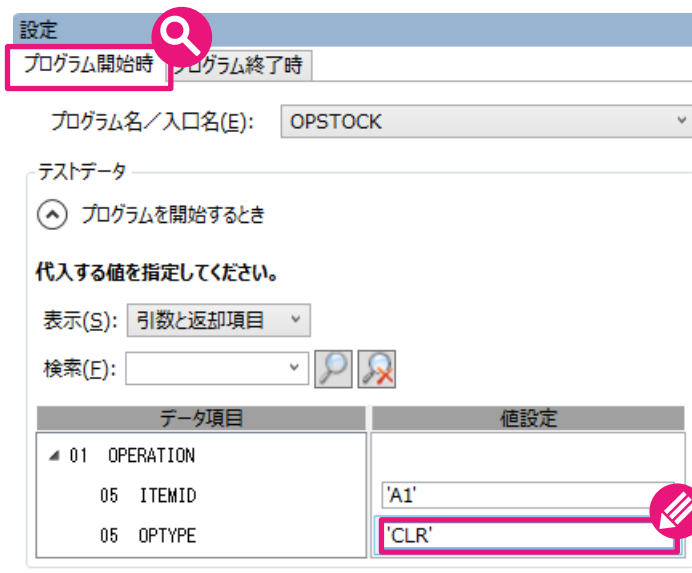 設定
プログラム開始時 プログラム終了時
プログラム名／入口名(E): OPSTOCK
テストデータ
プログラムを開始するとき
代入する値を指定してください。
表示(S): 引数と返却項目
検索(F):
データ項目 値設定
01 OPERATION
05 ITEMID 'A1'
05 OPTYPE 'CLR'